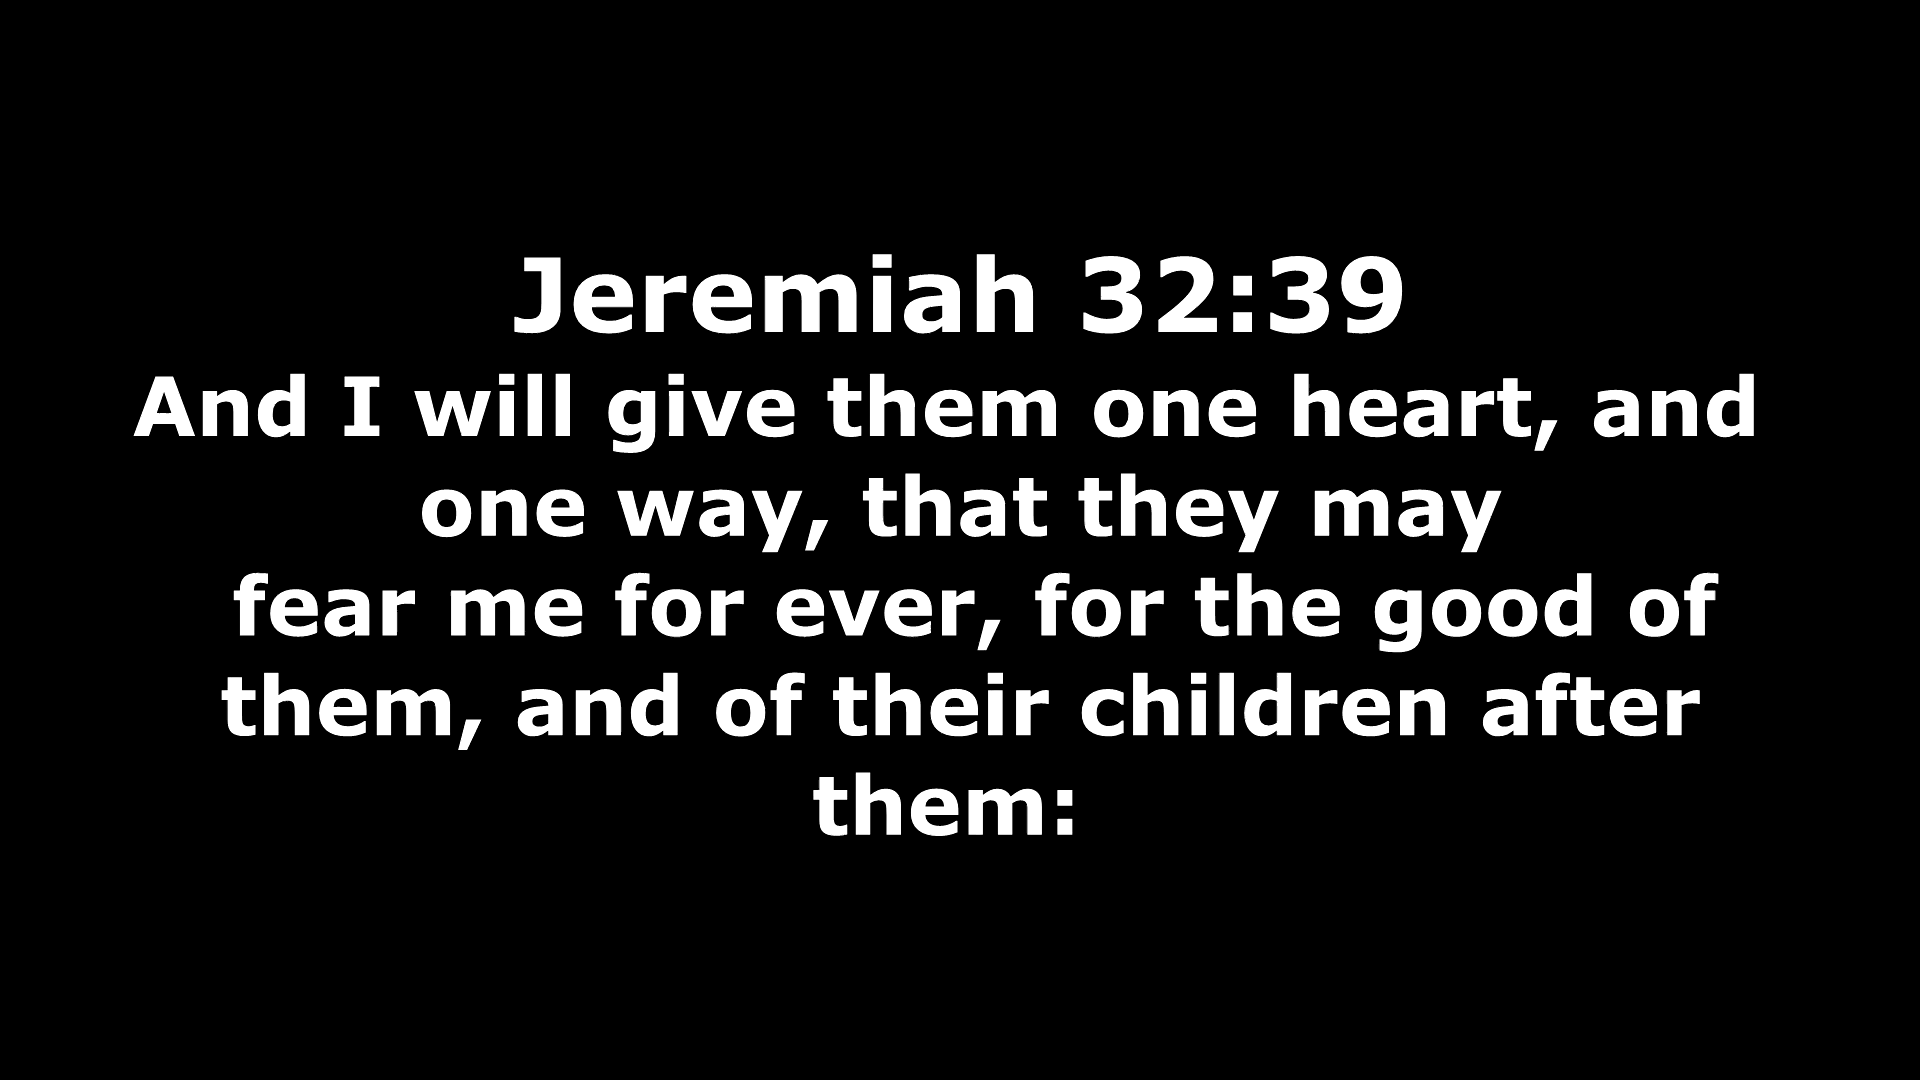 Jeremiah 32:39
And I will give them one heart, and
one way, that they may
fear me for ever, for the good of
them, and of their children after
them: